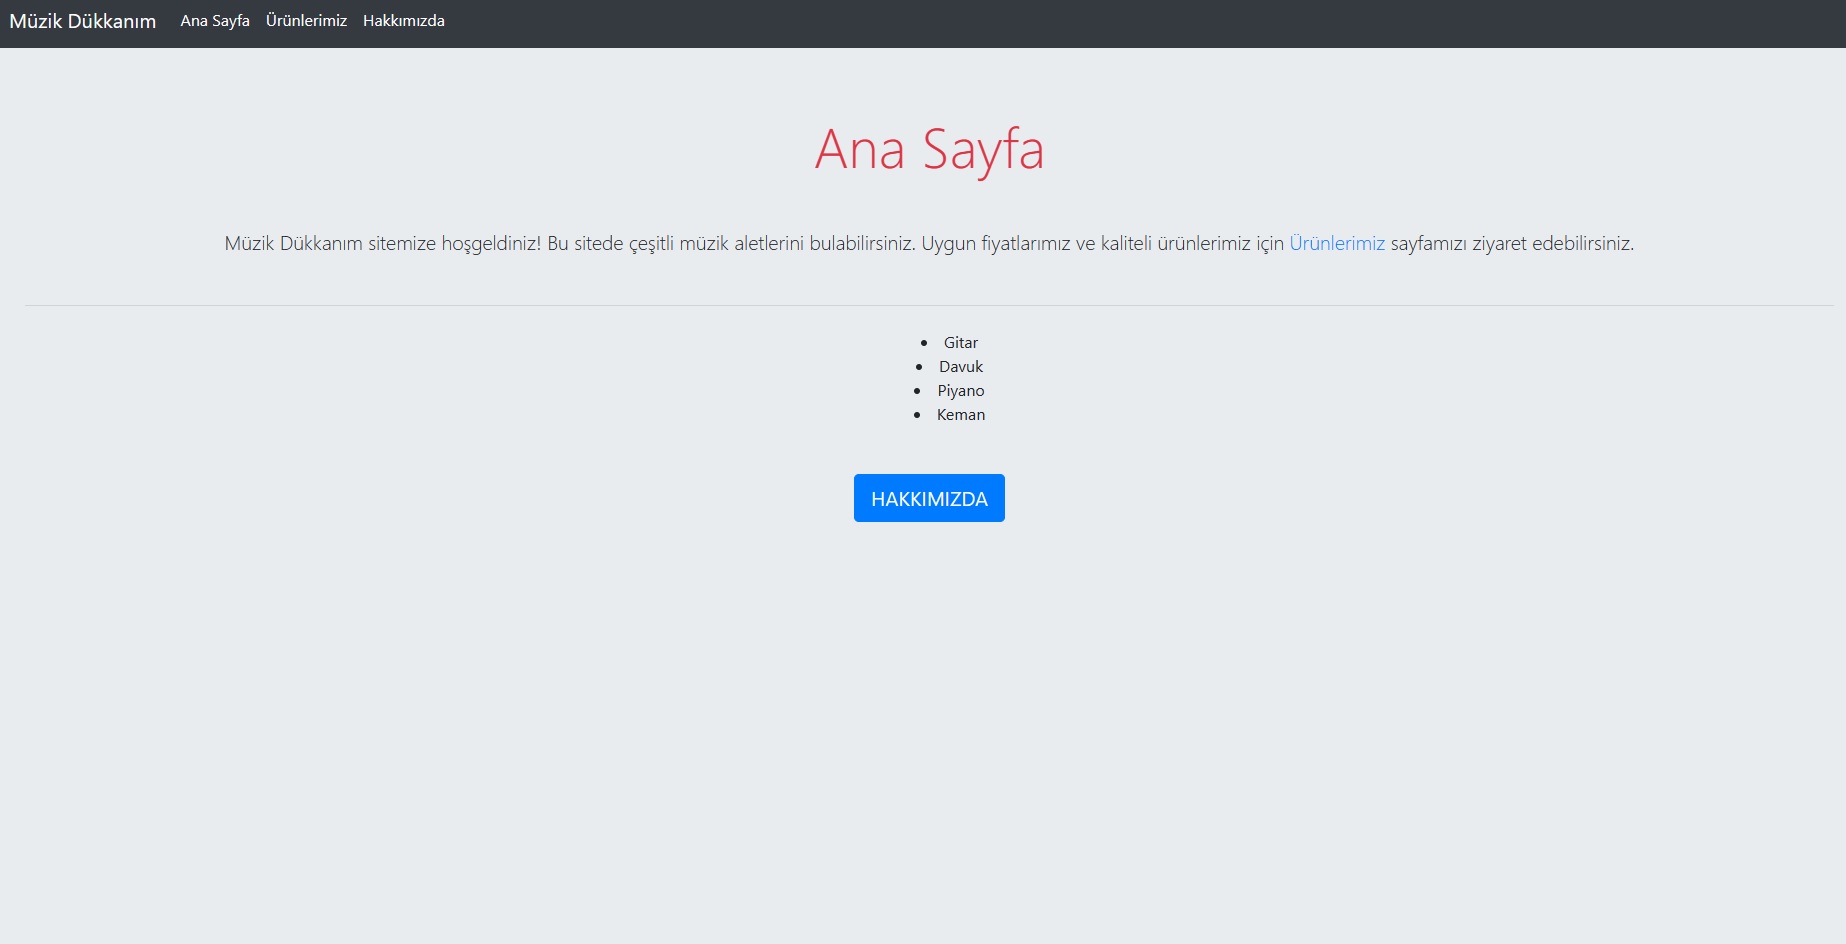 Müzik Dükkanım Ana Sayfa Ürünlerimiz Hakkımızda
Ana Sayfa
Müzik Dükkanım sitemize hoşgeldiniz! Bu sitede çeşitli müzik aletlerini bulabilirsiniz. Uygun fiyatlarımız ve kaliteli ürünlerimiz için Ürünlerimiz sayfamızı ziyaret edebilirsiniz.
• Gitar
• Davuk
• Piyano
• Keman
HAKKIMIZDA